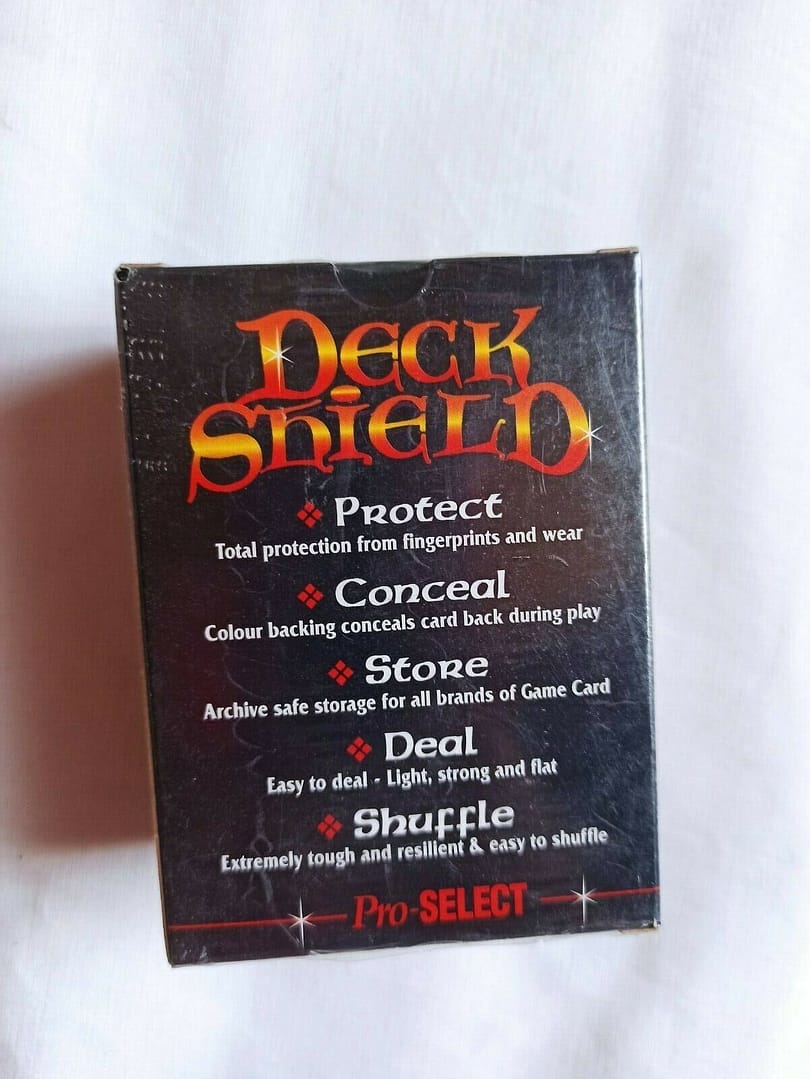 Deck
Shield
Protect
Total protection from fingerprints and wear
Conceal
Colour backing conceals card back during play
Store
Archive safe storage for all brands of Game Card
Deal
Easy to deal - Light, strong and flat
Shuffle
Extremely tough and resilient & easy to shuffle
Pro-SELECT